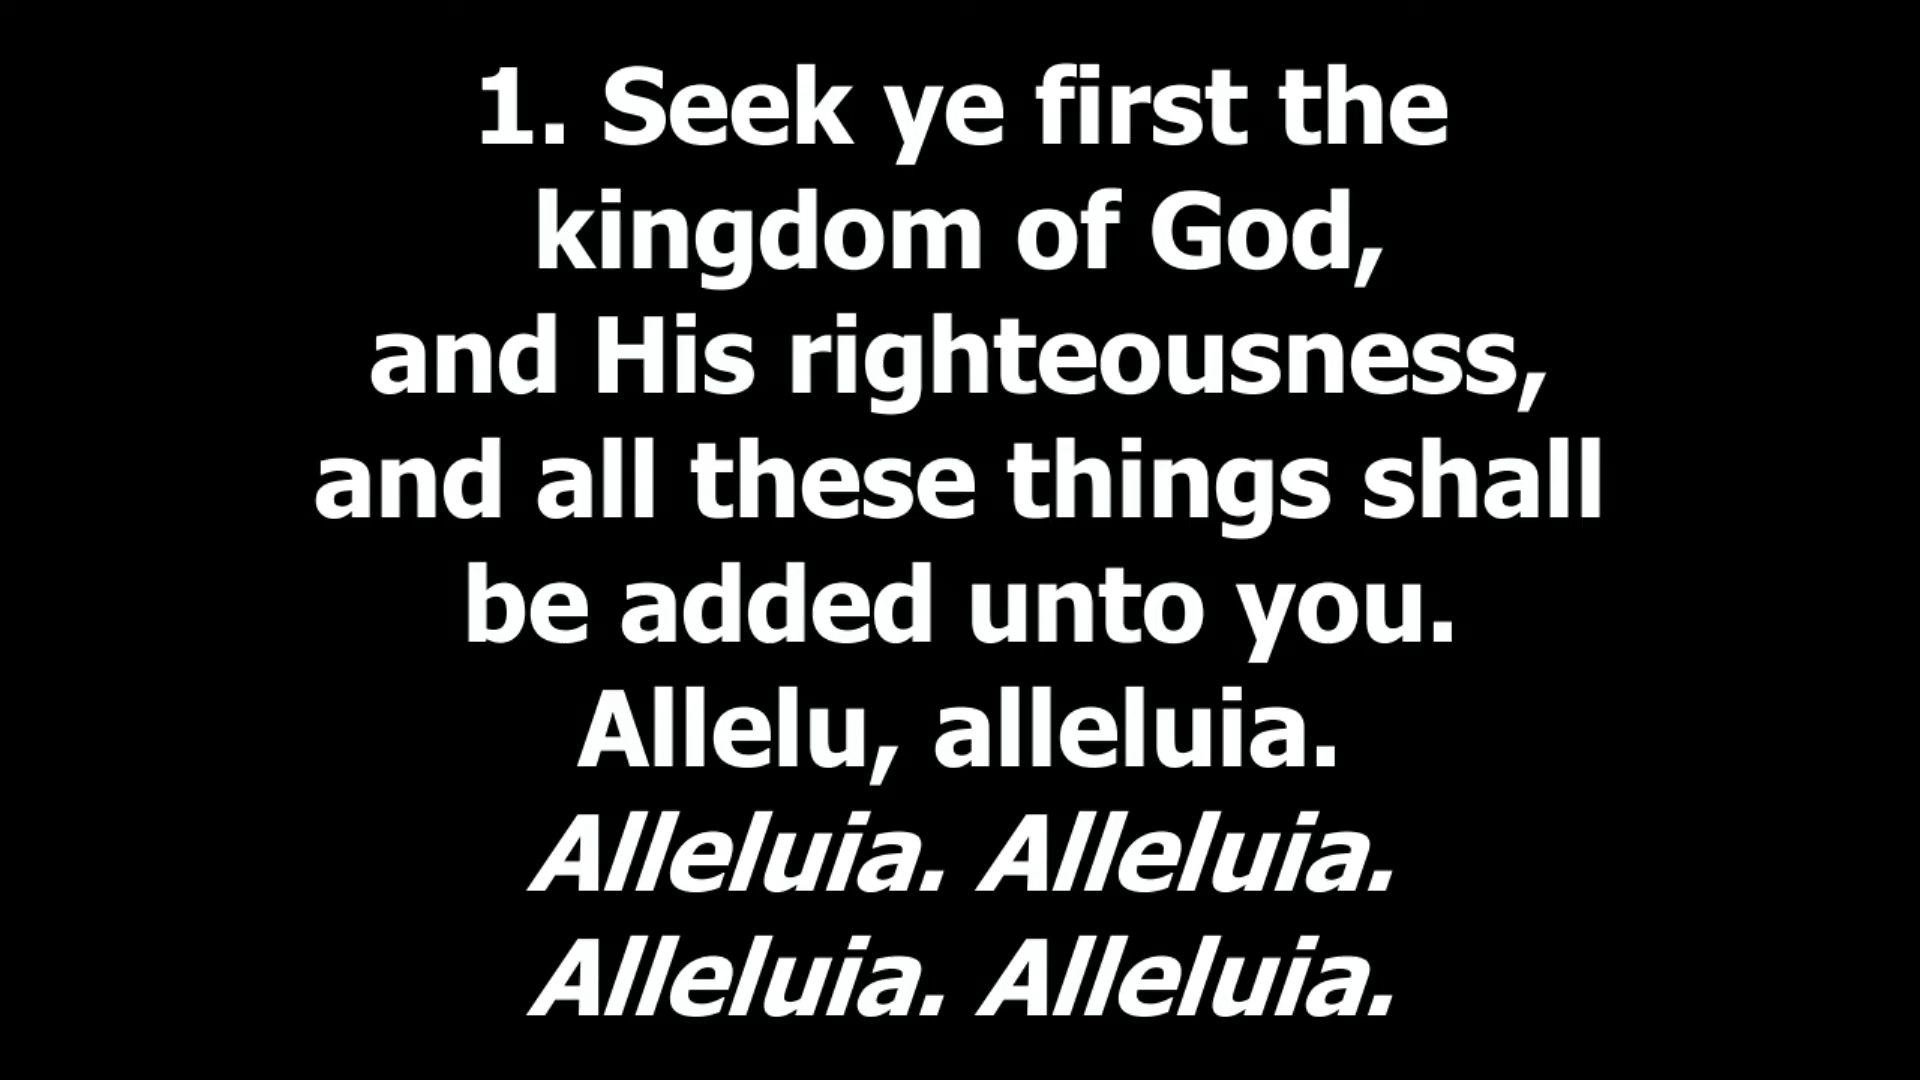 1. Seek ye first the
kingdom of God,
and His righteousness,
and all these things shall
be added unto you.
Allelu, alleluia.
Alleluia. Alleluia.
Alleluia. Alleluia.